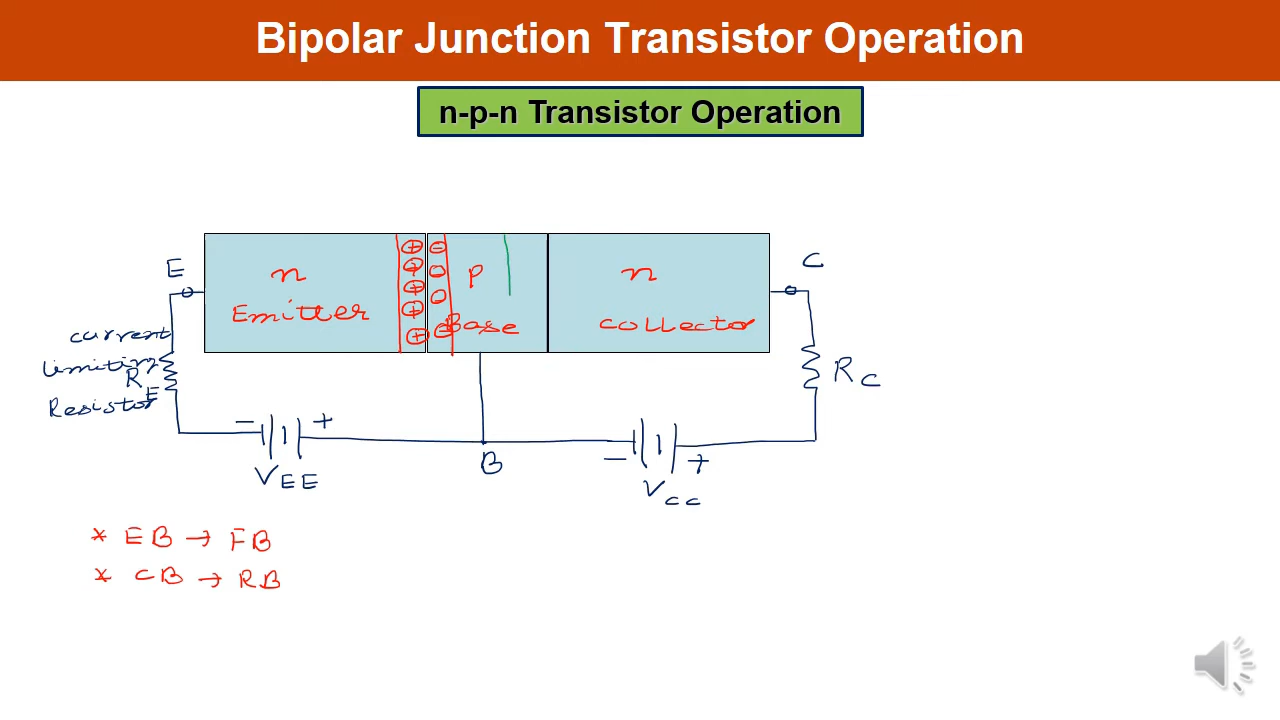 Bipolar Junction Transistor Operation
n-p-n Transistor Operation
E
n
Emitter
P
Base
n
Collector
C
current
limiting
RE
Resistor
RC
- +
VEE
B
- +
VCC
* EB → FB
* CB → RB